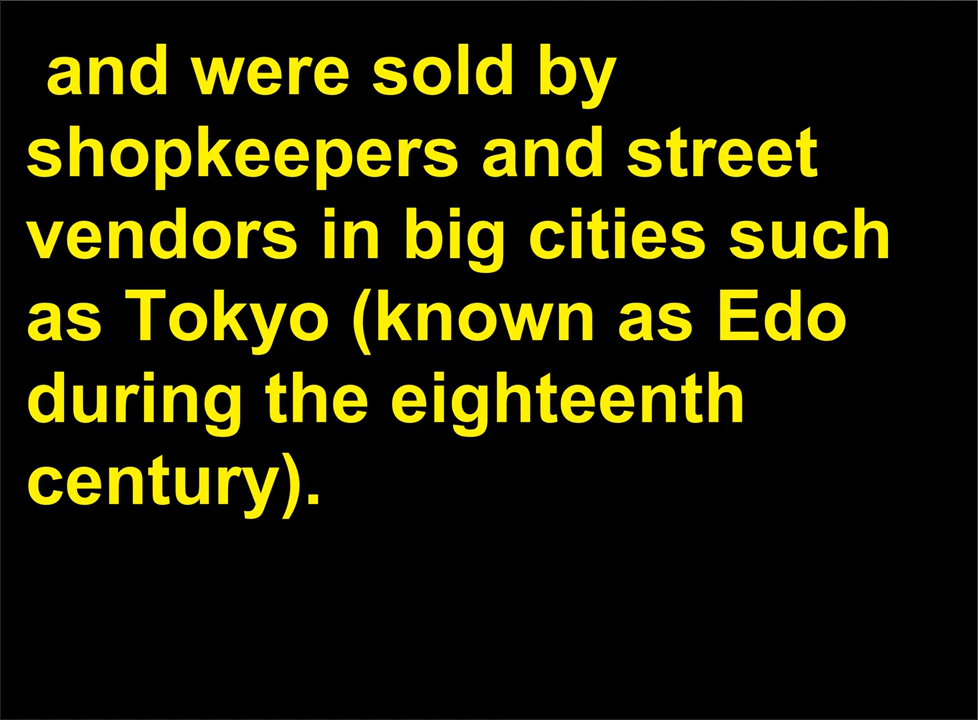 and were sold by
shopkeepers and street
vendors in big cities such
as Tokyo (known as Edo
during the eighteenth
century).